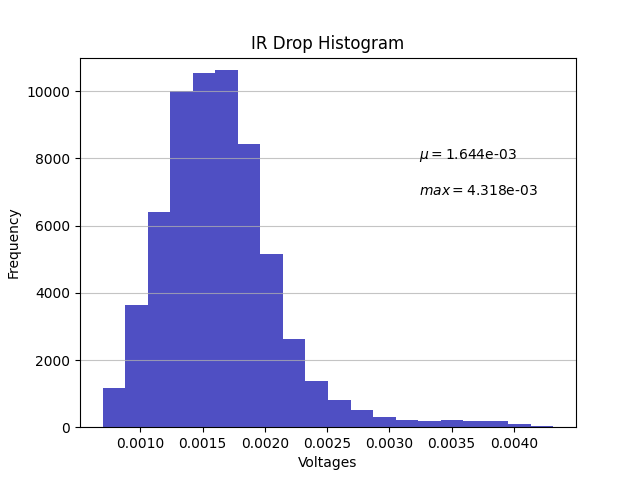 IR Drop Histogram
10000
8000
6000
4000
2000
0
Frequency
μ = 1.644e-03
max = 4.318e-03
0.0010 0.0015 0.0020 0.0025 0.0030 0.0035 0.0040
Voltages